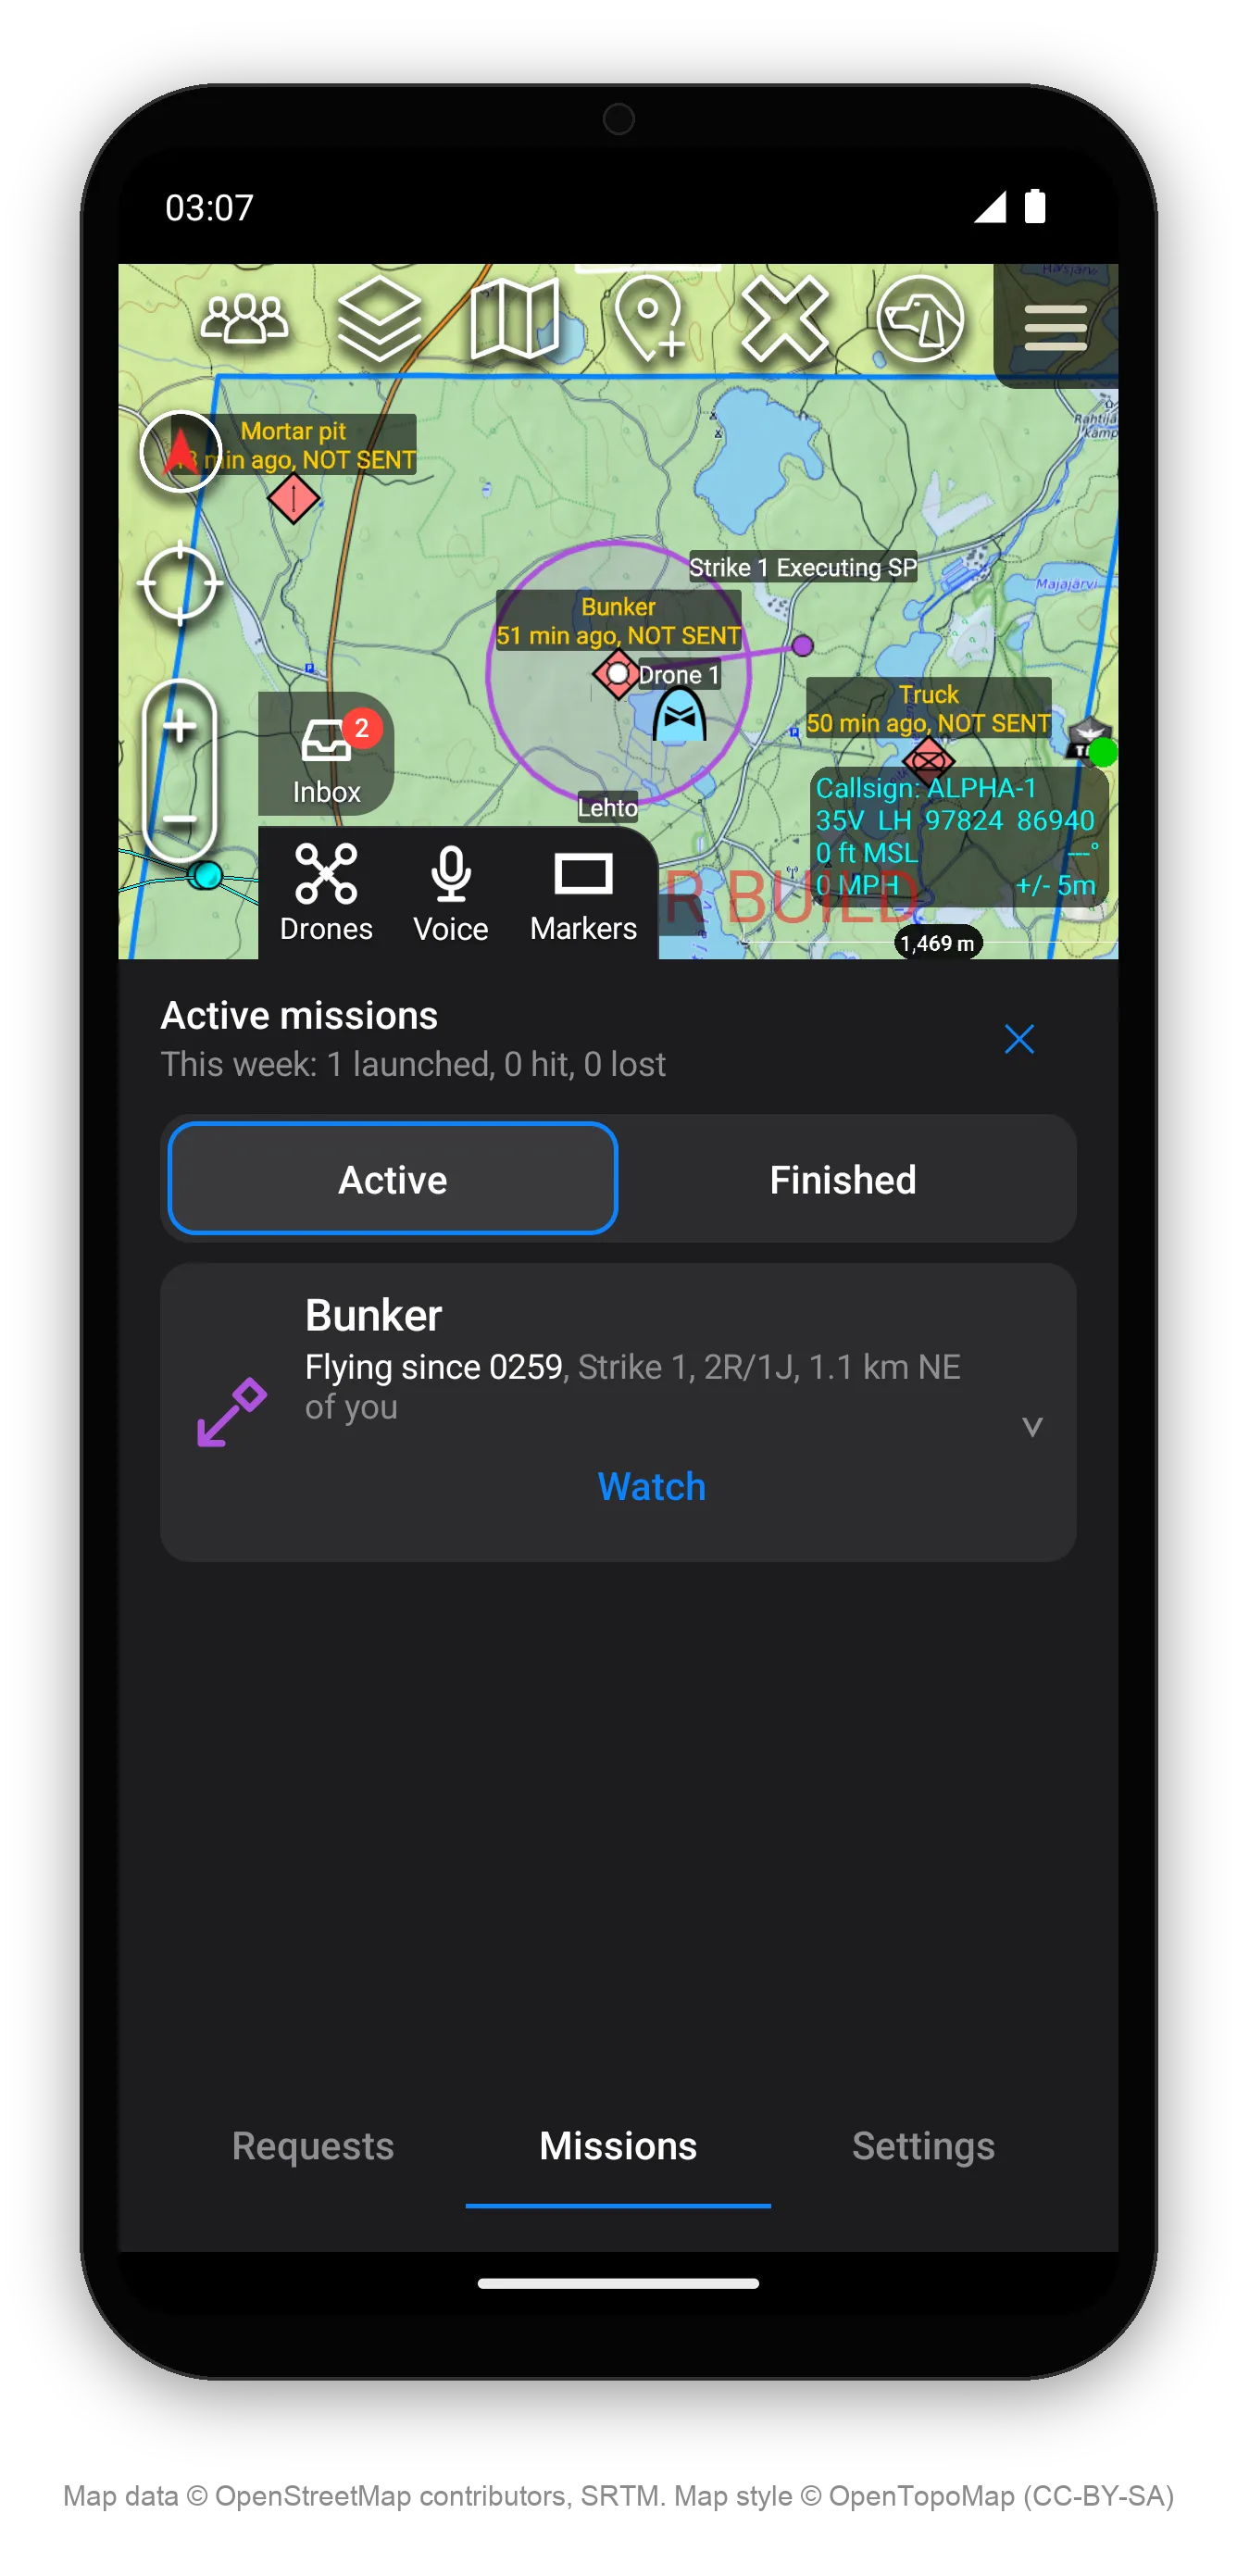 03:07
Mortar pit
min ago, NOT SENT
Strike 1 Executing SP
Bunker
51 min ago, NOT SENT
Drone 1
Majajärvi
Truck
50 min ago, NOT SENT
2
Inbox
Lehto
Callsign: ALPHA-1
35V LH 97824 86940
0 ft MSL
---°
0 MPH
+/- 5m
R BUILD
1,469 m
Drones
Voice
Markers
Active missions
This week: 1 launched, 0 hit, 0 lost
Active
Finished
Bunker
Flying since 0259, Strike 1, 2R/1J, 1.1 km NE
of you
Watch
Requests
Missions
Settings
Map data © OpenStreetMap contributors, SRTM. Map style © OpenTopoMap (CC-BY-SA)